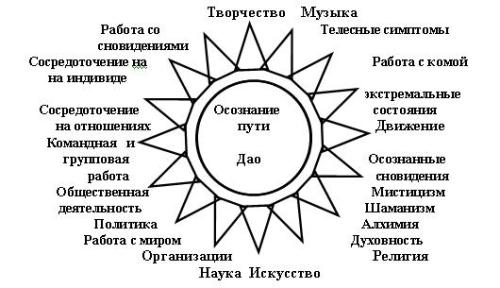 Творчество Музыка
Работа со
сновидениями
Телесные симптомы
Сосредоточение на
на индивиде
Работа с комой
Сосредоточение
на отношениях
экстремальные
состояния
Движение
Осознание
пути
Дао
Командная и
групповая
работа
Осознанные
сновидения
Мистицизм
Общественная
деятельность
Шаманизм
Политика
Алхимия
Работа с миром
Духовность
Организации
Религия
Наука Искусство